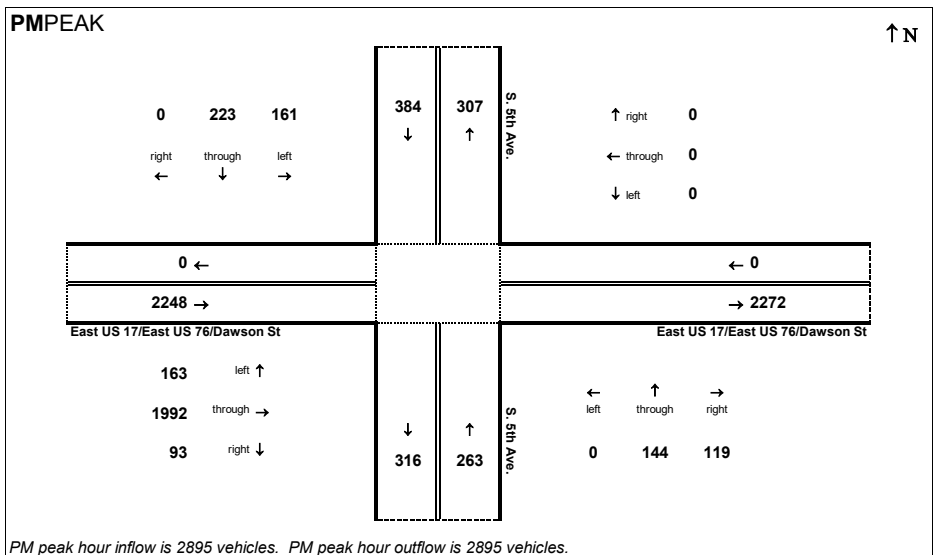 PMPEAK
↑ N
0 223 161
right through left
← ↓ →
384 307
↓ ↑
S. 5th Ave.
↑ right 0
← through 0
↓ left 0
0 ←
← 0
2248 →
→ 2272
East US 17/East US 76/Dawson St
East US 17/East US 76/Dawson St
163 left ↑
1992 through →
93 right ↓
↓ ↑
316 263
S. 5th Ave.
← ↑ →
left through right
0 144 119
PM peak hour inflow is 2895 vehicles. PM peak hour outflow is 2895 vehicles.